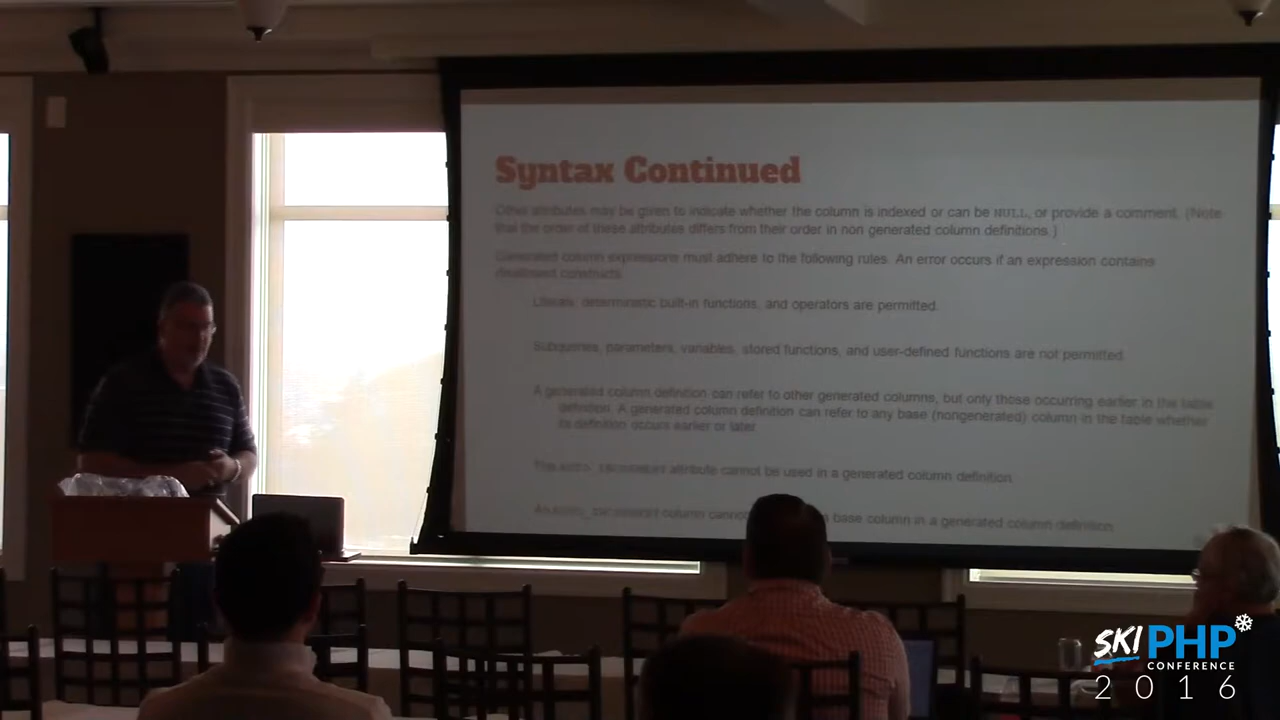 Syntax Continued
Other attributes may be given to indicate whether the column is indexed or can be NULL, or provide a comment. (Note
that the order of these attributes differs from their order in non generated column definitions.)
Generated column expressions must adhere to the following rules. An error occurs if an expression contains
disallowed constructs.
Literals, deterministic built-in functions, and operators are permitted.
Subqueries, parameters, variables, stored functions, and user-defined functions are not permitted.
A generated column definition can refer to other generated columns, but only those occurring earlier in the table
definition. A generated column definition can refer to any base (nongenerated) column in the table whether
its definition occurs earlier or later.
The AUTO_INCREMENT attribute cannot be used in a generated column definition.
An AUTO_INCREMENT column cannot base column in a generated column definition.
SKI PHP
CONFERENCE
2016